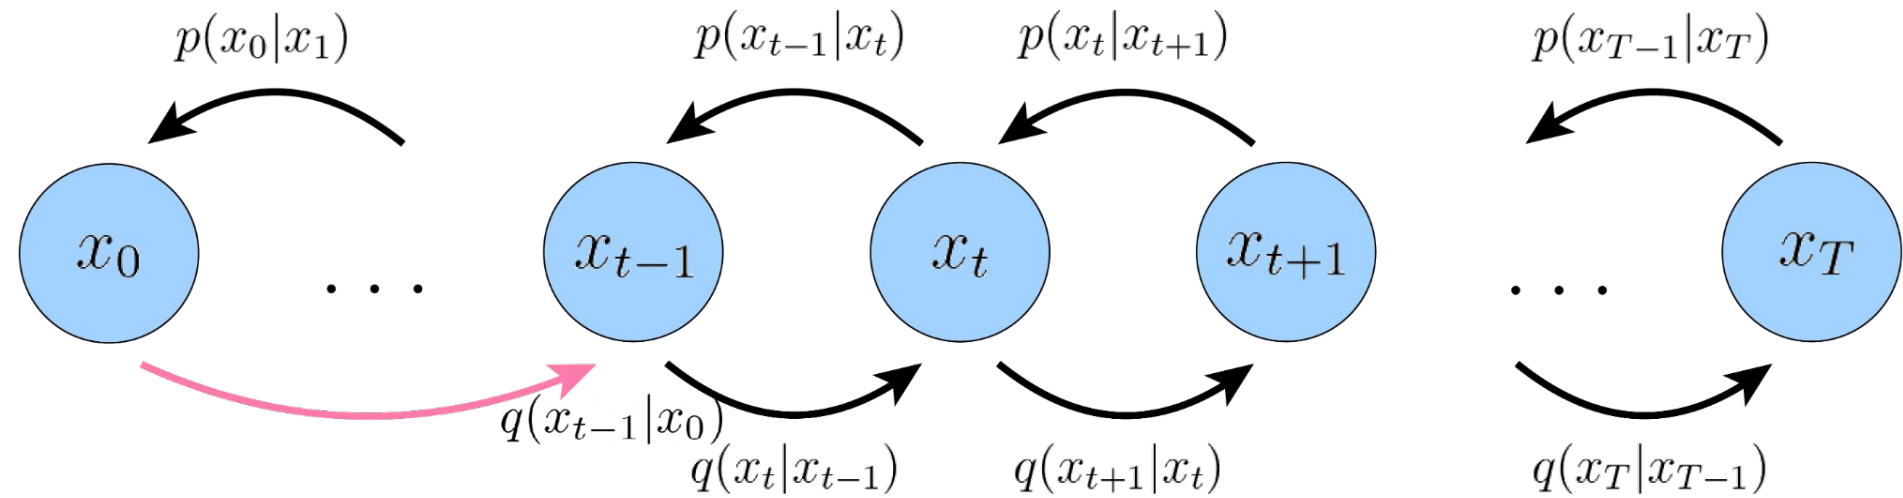 p(x_0|x_1) p(x_{t-1}|x_t) p(x_t|x_{t+1}) p(x_{T-1}|x_T)
x_0 ... x_{t-1} x_t x_{t+1} ... x_T
q(x_{t-1}|x_0)
q(x_t|x_{t-1}) q(x_{t+1}|x_t) q(x_T|x_{T-1})